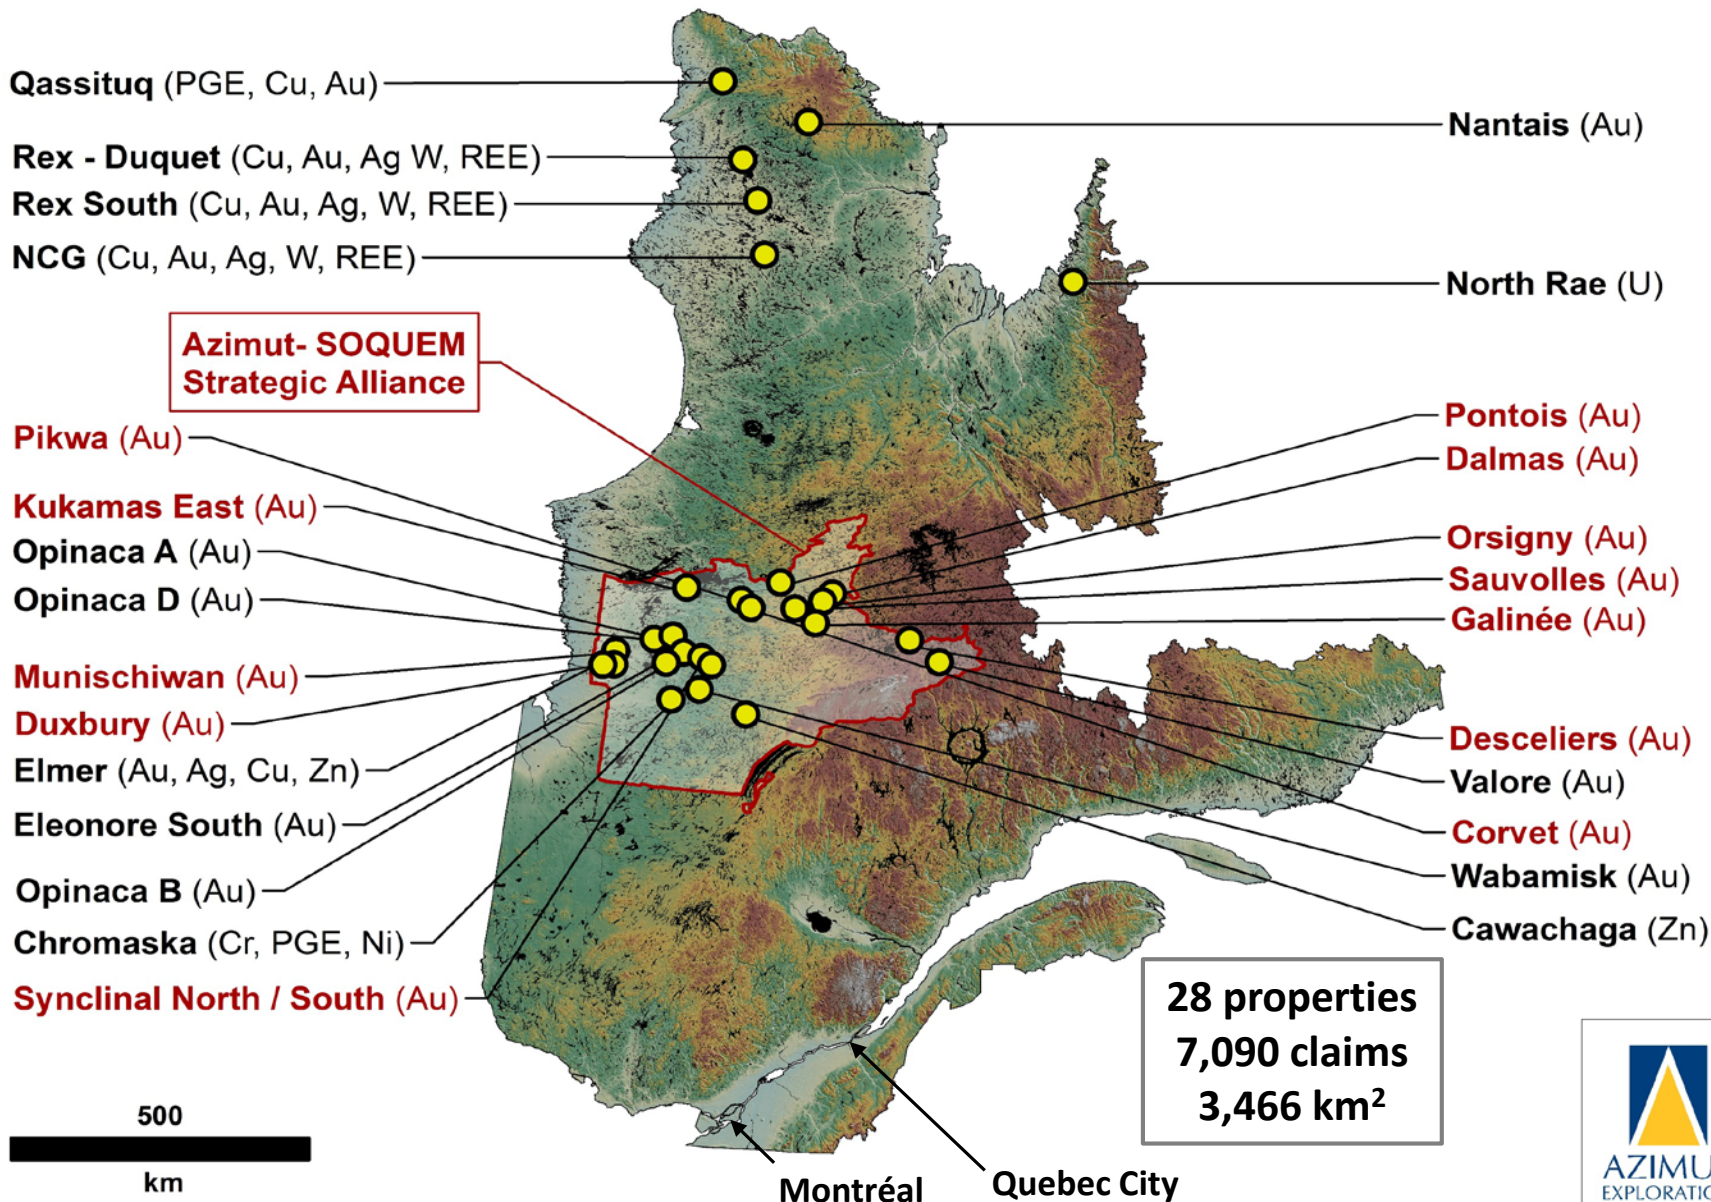 Qassituq (PGE, Cu, Au)
Rex - Duquet (Cu, Au, Ag W, REE)
Rex South (Cu, Au, Ag, W, REE)
NCG (Cu, Au, Ag, W, REE)
Azimut- SOQUEM
Strategic Alliance
Pikwa (Au)
Kukamas East (Au)
Opinaca A (Au)
Opinaca D (Au)
Munischiwan (Au)
Duxbury (Au)
Elmer (Au, Ag, Cu, Zn)
Eleonore South (Au)
Opinaca B (Au)
Chromaska (Cr, PGE, Ni)
Synclinal North / South (Au)
Nantais (Au)
North Rae (U)
Pontois (Au)
Dalmas (Au)
Orsigny (Au)
Sauvolles (Au)
Galinée (Au)
Desceliers (Au)
Valore (Au)
Corvet (Au)
Wabamisk (Au)
Cawachaga (Zn)
28 properties
7,090 claims
3,466 km²
500
km
Montréal
Quebec City
AZIMU
EXPLORATIO